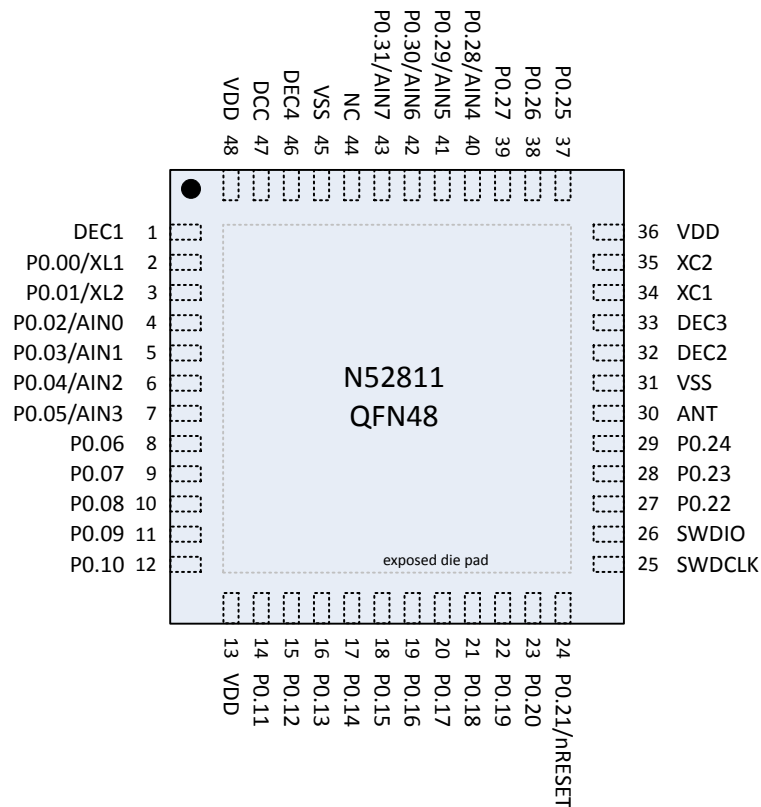 VDD 48
DCC 47
DEC4 46
VSS 45
NC 44
P0.31/AIN7 43
P0.30/AIN6 42
P0.29/AIN5 41
P0.28/AIN4 40
P0.27 39
P0.26 38
P0.25 37
DEC1 1
P0.00/XL1 2
P0.01/XL2 3
P0.02/AIN0 4
P0.03/AIN1 5
P0.04/AIN2 6
P0.05/AIN3 7
P0.06 8
P0.07 9
P0.08 10
P0.09 11
P0.10 12
N52811
QFN48
exposed die pad
36 VDD
35 XC2
34 XC1
33 DEC3
32 DEC2
31 VSS
30 ANT
29 P0.24
28 P0.23
27 P0.22
26 SWDIO
25 SWDCLK
13 VDD
14 P0.11
15 P0.12
16 P0.13
17 P0.14
18 P0.15
19 P0.16
20 P0.17
21 P0.18
22 P0.19
23 P0.20
24 P0.21/nRESET